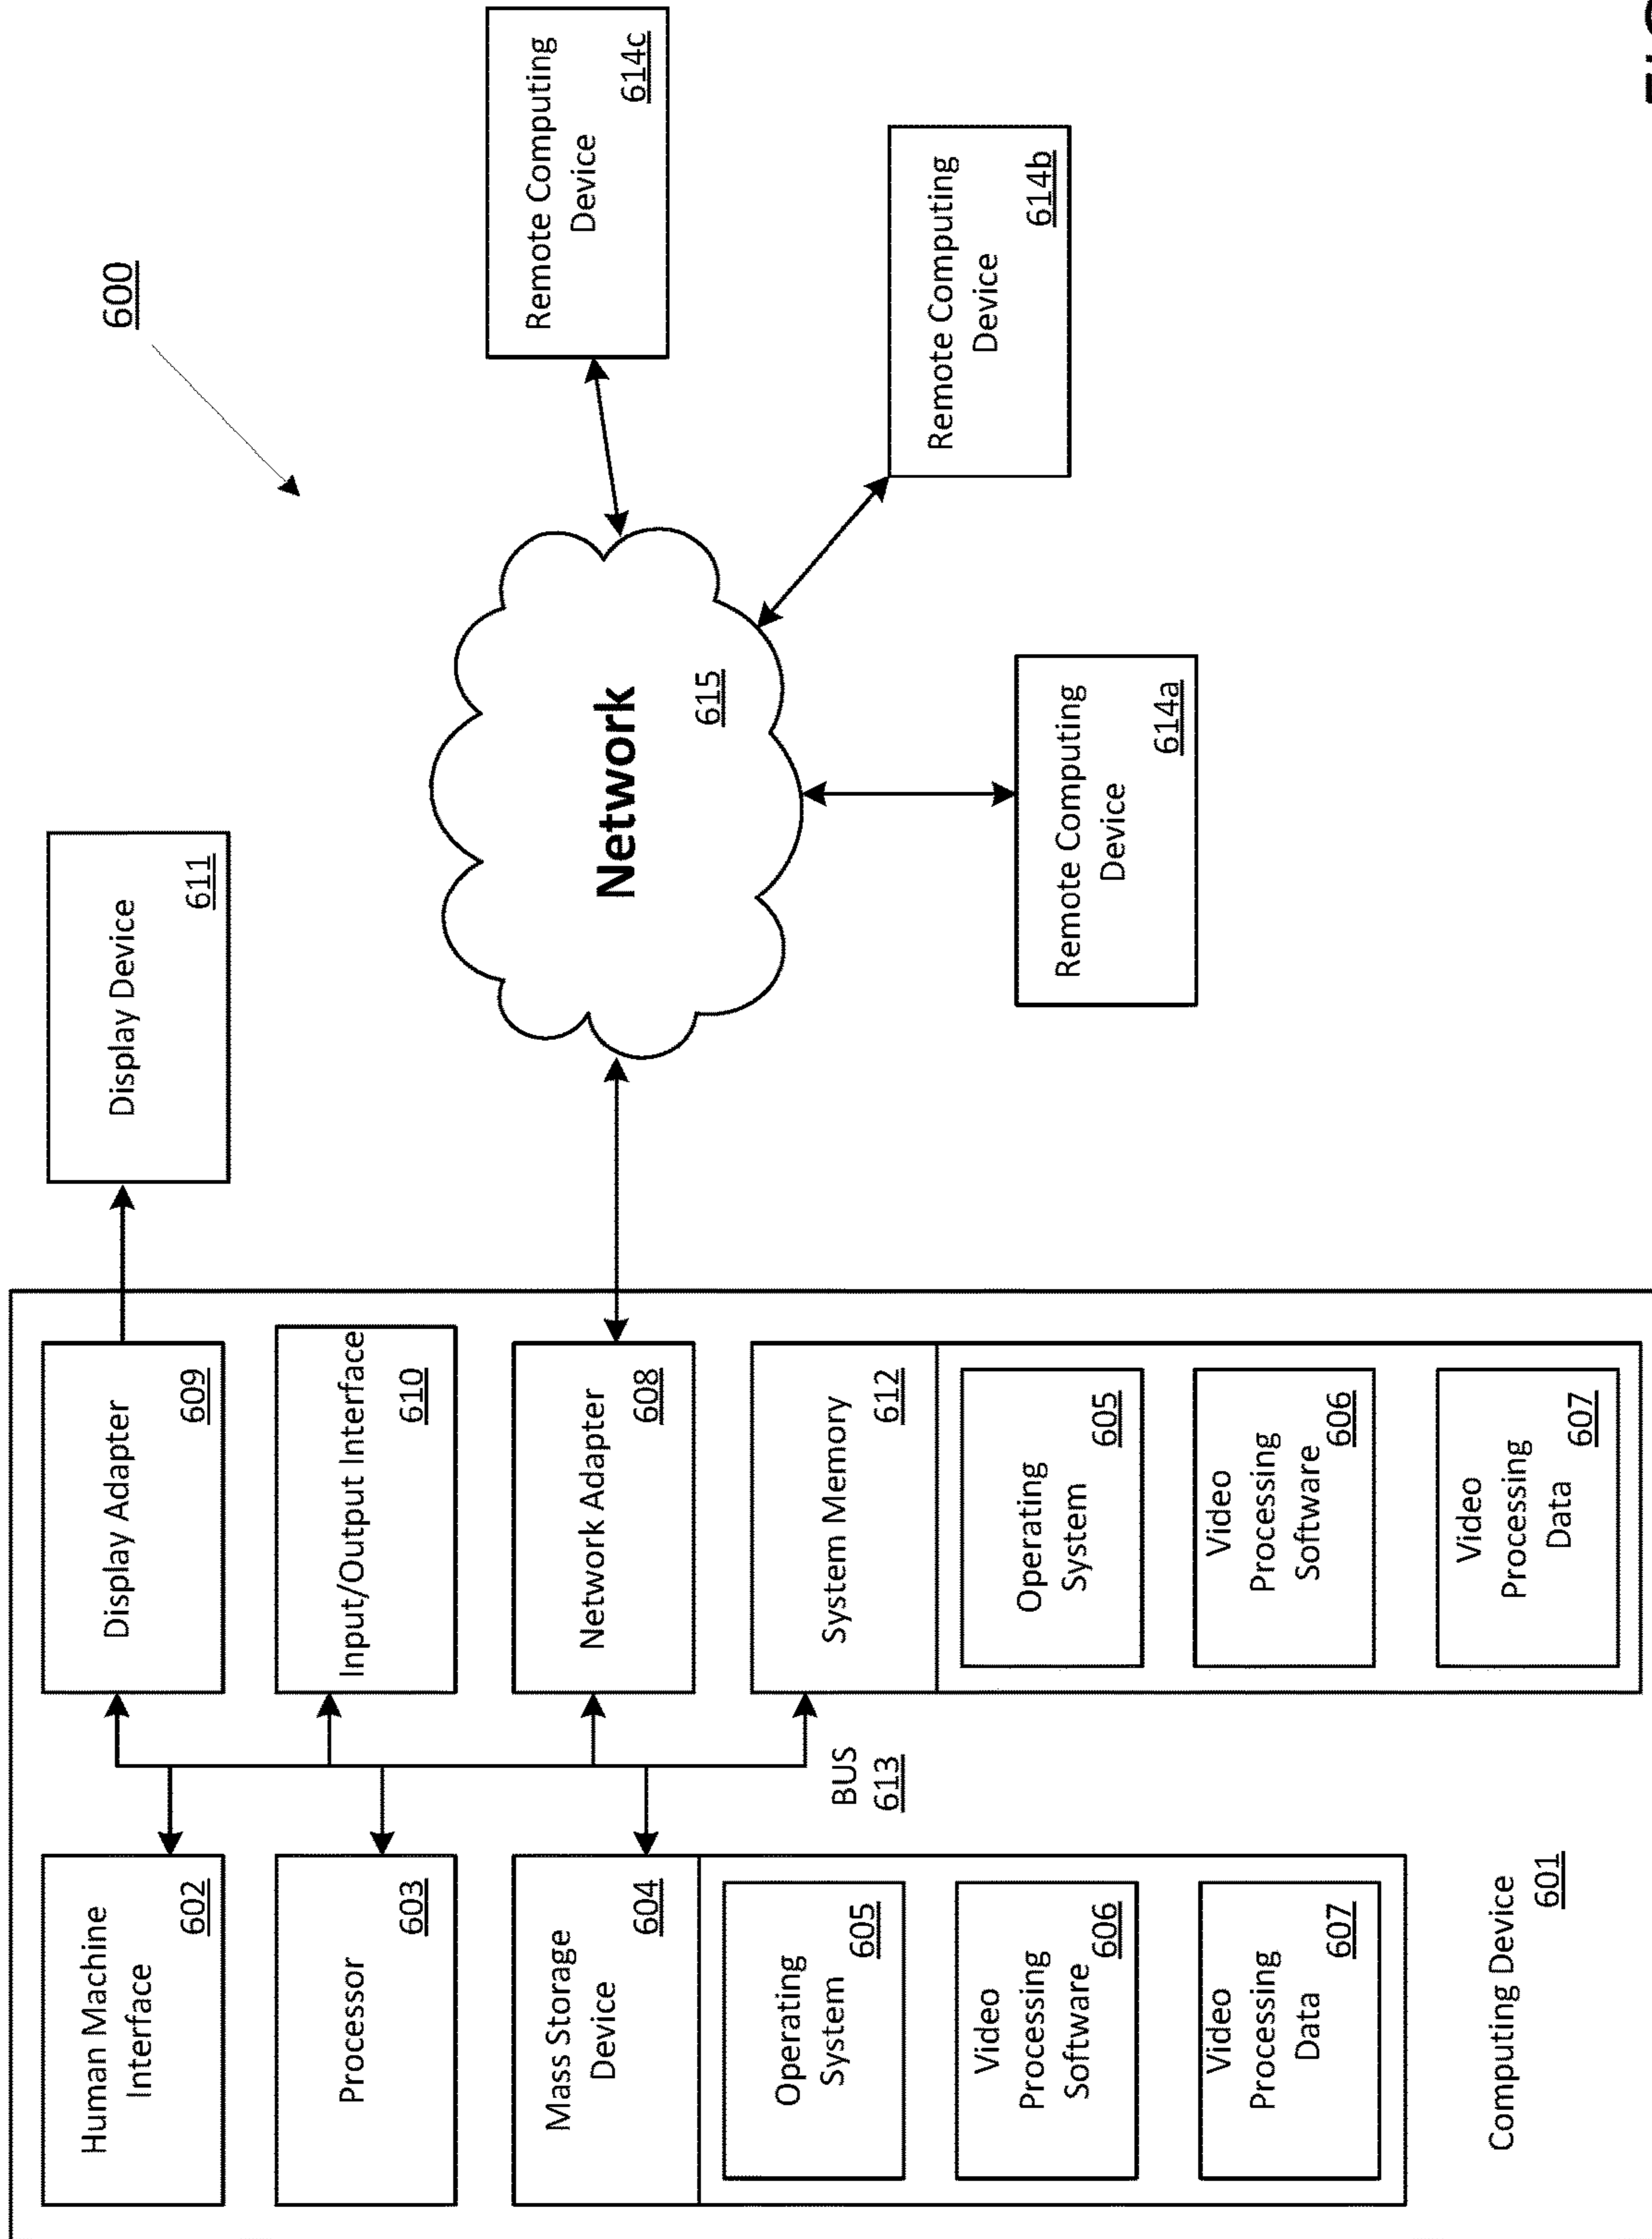 600
Human Machine
Interface
602
Display Adapter
609
Display Device
611
Processor
603
Input/Output Interface
610
Mass Storage
Device
604
Network Adapter
608
Network
615
Remote Computing
Device
614c
Operating
System
605
Video
Processing
Software
606
Video
Processing
Data
607
BUS
613
System Memory
612
Operating
System
605
Video
Processing
Software
606
Video
Processing
Data
607
Remote Computing
Device
614b
Remote Computing
Device
614a
Computing Device
601